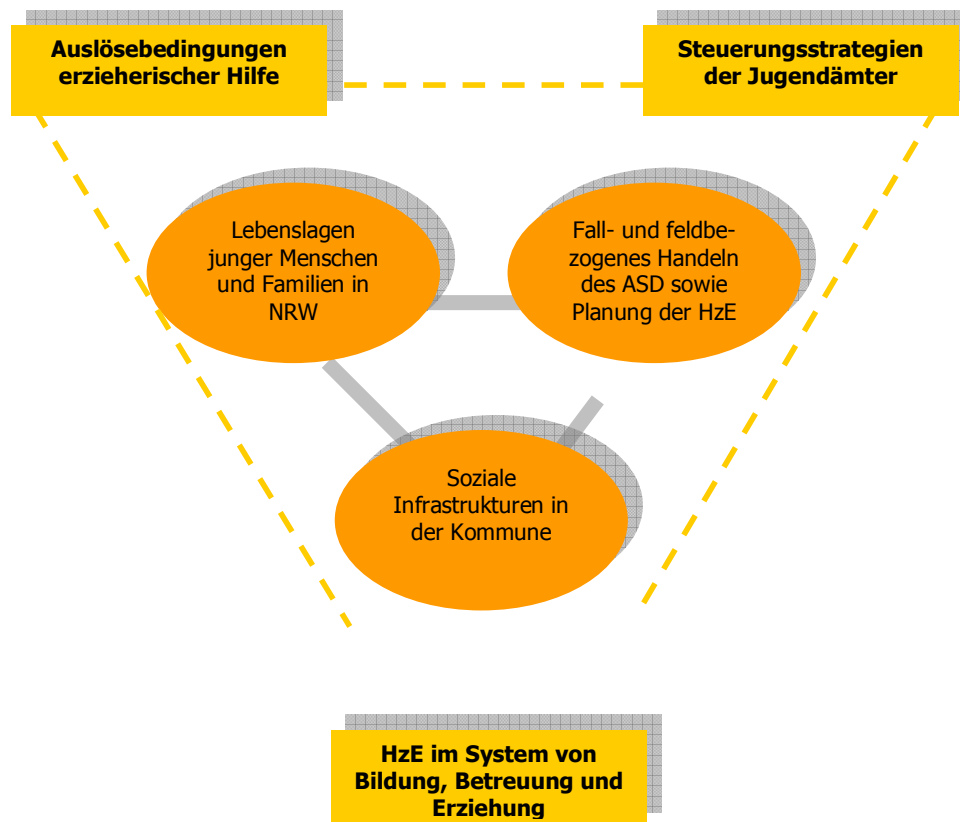 Auslösebedingungen
erzieherischer Hilfe
Steuerungsstrategien
der Jugendämter
Lebenslagen
junger Menschen
und Familien in
NRW
Fall- und feldbe-
zogenes Handeln
des ASD sowie
Planung der HzE
Soziale
Infrastrukturen in
der Kommune
HzE im System von
Bildung, Betreuung und
Erziehung